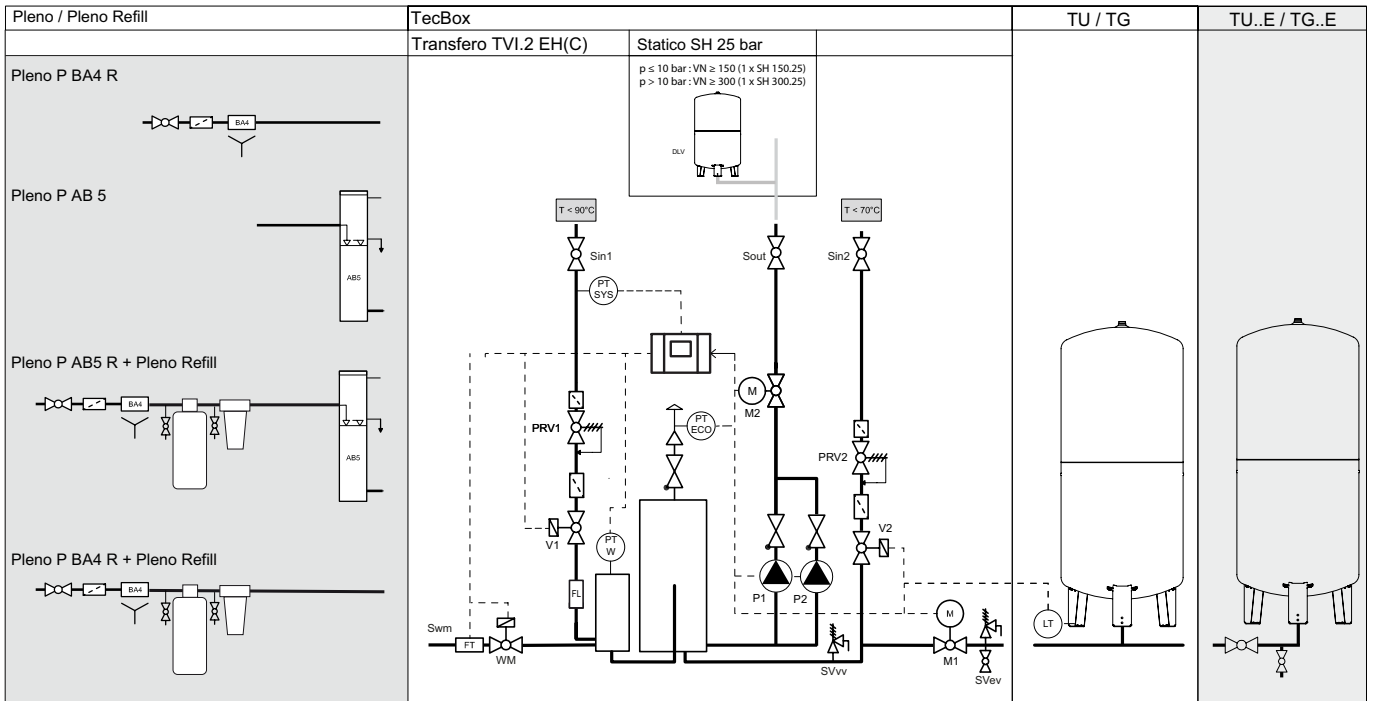 Pleno / Pleno Refill
TecBox
TU / TG
TU..E / TG..E
Transfero TVI.2 EH(C)
Statico SH 25 bar
p ≤ 10 bar : VN ≥ 150 (1 x SH 150.25)
p > 10 bar : VN ≥ 300 (1 x SH 300.25)
DLV
Pleno P BA4 R
BA4
Pleno P AB 5
AB5
Pleno P AB5 R + Pleno Refill
BA4
AB5
Pleno P BA4 R + Pleno Refill
BA4
T < 90°C
T < 70°C
Sin1
Sout
Sin2
PT
SYS
M
M2
PRV1
PT
ECO
PRV2
V1
PT
W
V2
FL
P1
P2
Swm
FT
WM
SVvv
M
M1
SVev
LT